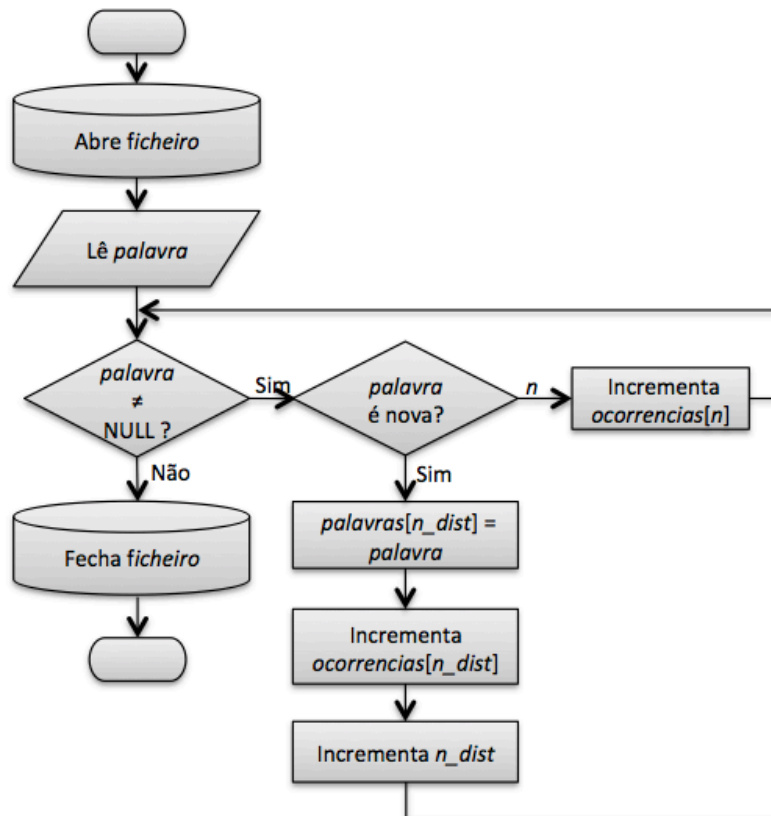 Abre ficheiro
Lê palavra
palavra
≠
NULL ?
Sim
palavra
é nova?
n
Incrementa
ocorrencias[n]
Não
Sim
Fecha ficheiro
palavras[n_dist] =
palavra
Incrementa
ocorrencias[n_dist]
Incrementa n_dist